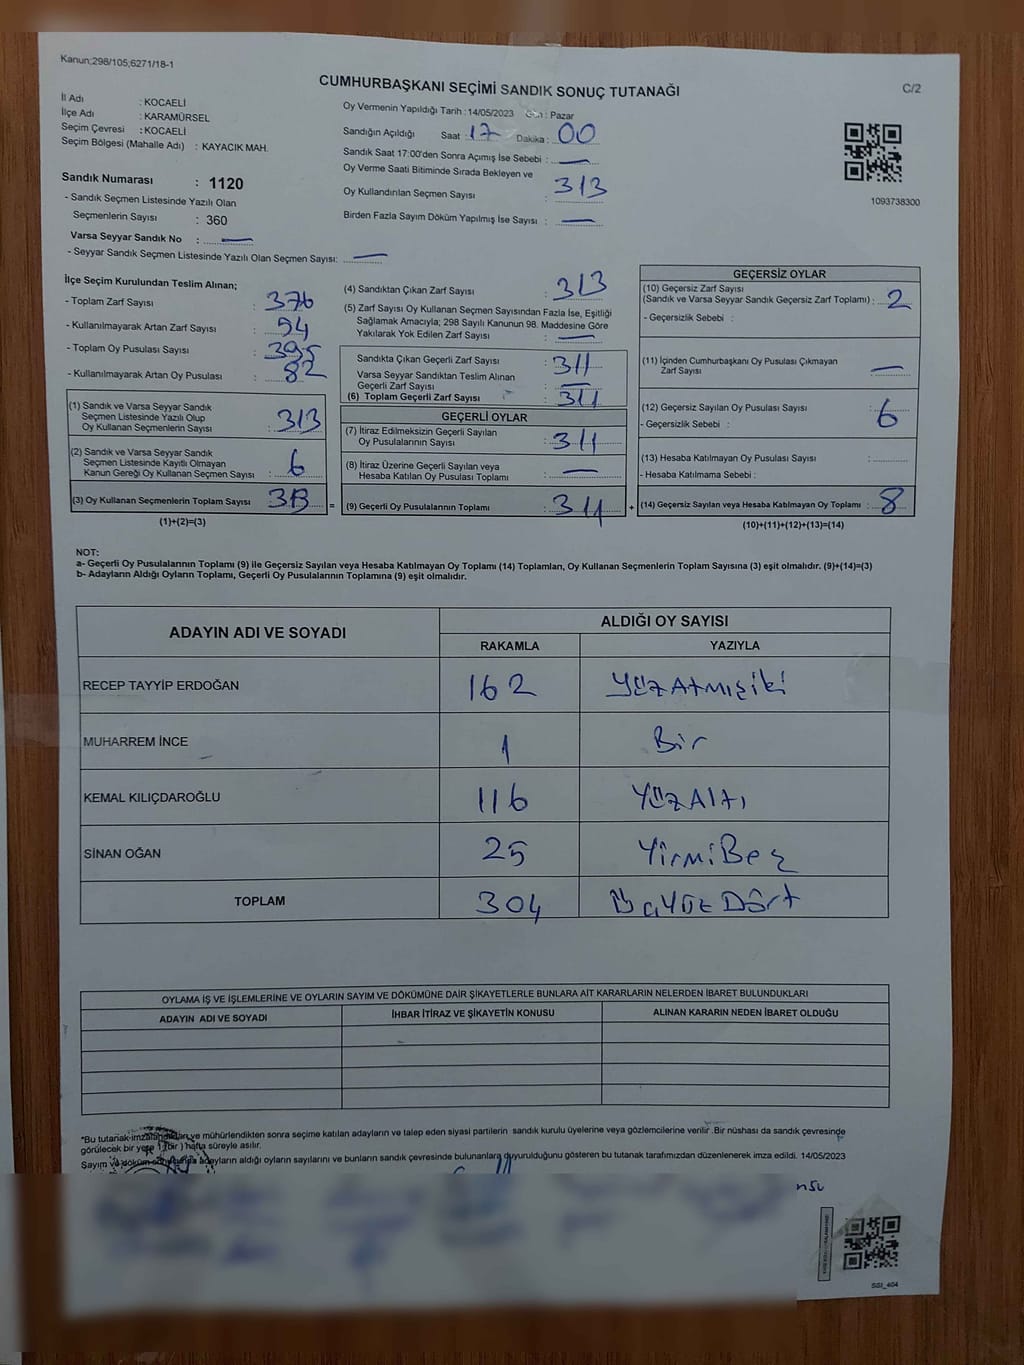 Kanun;298/105;6271/18-1
CUMHURBAŞKANI SEÇİMİ SANDIK SONUÇ TUTANAĞI
C/2
İl Adı : KOCAELİ
İlçe Adı : KARAMÜRSEL
Seçim Çevresi : KOCAELİ
Seçim Bölgesi (Mahalle Adı) : KAYACIK MAH.
Sandık Numarası : 1120
- Sandık Seçmen Listesinde Yazılı Olan
Seçmenlerin Sayısı : 360
Varsa Seyyar Sandık No : —
- Seyyar Sandık Seçmen Listesinde Yazılı Olan Seçmen Sayısı: —
Oy Vermenin Yapıldığı Tarih : 14/05/2023 Gün : Pazar
Sandığın Açıldığı Saat : 17 Dakika : 00
Sandık Saat 17:00'den Sonra Açımış İse Sebebi : —
Oy Verme Saati Bitiminde Sırada Bekleyen ve
Oy Kullandırılan Seçmen Sayısı : 313
Birden Fazla Sayım Döküm Yapılmış İse Sayısı : —
1093738300
İlçe Seçim Kurulundan Teslim Alınan;
- Toplam Zarf Sayısı : 376
- Kullanılmayarak Artan Zarf Sayısı : 94
- Toplam Oy Pusulası Sayısı : 395
- Kullanılmayarak Artan Oy Pusulası : 82
(1) Sandık ve Varsa Seyyar Sandık
Seçmen Listesinde Yazılı Olup
Oy Kullanan Seçmenlerin Sayısı : 313
(2) Sandık ve Varsa Seyyar Sandık
Seçmen Listesinde Kayıtlı Olmayan
Kanun Gereği Oy Kullanan Seçmen Sayısı : 6
(3) Oy Kullanan Seçmenlerin Toplam Sayısı : 313 =
(1)+(2)=(3)
(4) Sandıktan Çıkan Zarf Sayısı : 313
(5) Zarf Sayısı Oy Kullanan Seçmen Sayısından Fazla İse, Eşitliği
Sağlamak Amacıyla; 298 Sayılı Kanunun 98. Maddesine Göre
Yakılarak Yok Edilen Zarf Sayısı : —
Sandıkta Çıkan Geçerli Zarf Sayısı : 311
Varsa Seyyar Sandıktan Teslim Alınan
Geçerli Zarf Sayısı : —
(6) Toplam Geçerli Zarf Sayısı : 311
GEÇERLİ OYLAR
(7) İtiraz Edilmeksizin Geçerli Sayılan
Oy Pusulalarının Sayısı : 311
(8) İtiraz Üzerine Geçerli Sayılan veya
Hesaba Katılan Oy Pusulası Toplamı : —
(9) Geçerli Oy Pusulalarının Toplamı : 311 +
GEÇERSİZ OYLAR
(10) Geçersiz Zarf Sayısı
(Sandık ve Varsa Seyyar Sandık Geçersiz Zarf Toplamı) : 2
- Geçersizlik Sebebi :
(11) İçinden Cumhurbaşkanı Oy Pusulası Çıkmayan
Zarf Sayısı : —
(12) Geçersiz Sayılan Oy Pusulası Sayısı : 6
- Geçersizlik Sebebi :
(13) Hesaba Katılmayan Oy Pusulası Sayısı :
- Hesaba Katılmama Sebebi :
(14) Geçersiz Sayılan veya Hesaba Katılmayan Oy Toplamı : 8
(10)+(11)+(12)+(13)=(14)
NOT:
a- Geçerli Oy Pusulalarının Toplamı (9) ile Geçersiz Sayılan veya Hesaba Katılmayan Oy Toplamı (14) Toplamları, Oy Kullanan Seçmenlerin Toplam Sayısına (3) eşit olmalıdır. (9)+(14)=(3)
b- Adayların Aldığı Oyların Toplamı, Geçerli Oy Pusulalarının Toplamına (9) eşit olmalıdır.
ADAYIN ADI VE SOYADI ALDIĞI OY SAYISI
RAKAMLA YAZIYLA
RECEP TAYYİP ERDOĞAN 162 YüzAtmışiki
MUHARREM İNCE 1 Bir
KEMAL KILIÇDAROĞLU 116 YüzAltı
SİNAN OĞAN 25 YirmiBeş
TOPLAM 304 ÜçYüzDört
OYLAMA İŞ VE İŞLEMLERİNE VE OYLARIN SAYIM VE DÖKÜMÜNE DAİR ŞİKAYETLERLE BUNLARA AİT KARARLARIN NELERDEN İBARET BULUNDUKLARI
ADAYIN ADI VE SOYADI İHBAR İTİRAZ VE ŞİKAYETİN KONUSU ALINAN KARARIN NEDEN İBARET OLDUĞU
*Bu tutanak imzalandıktan ve mühürlendikten sonra seçime katılan adayların ve talep eden siyasi partilerin sandık kurulu üyelerine veya gözlemcilerine verilir. Bir nüshası da sandık çevresinde
görülecek bir yere 1 (bir) hafta süreyle asılır.
Sayım ve döküm adayların aldığı oyların sayılarını ve bunların sandık çevresinde bulunanlara duyurulduğunu gösteren bu tutanak tarafımızdan düzenlenerek imza edildi. 14/05/2023
SSI_404